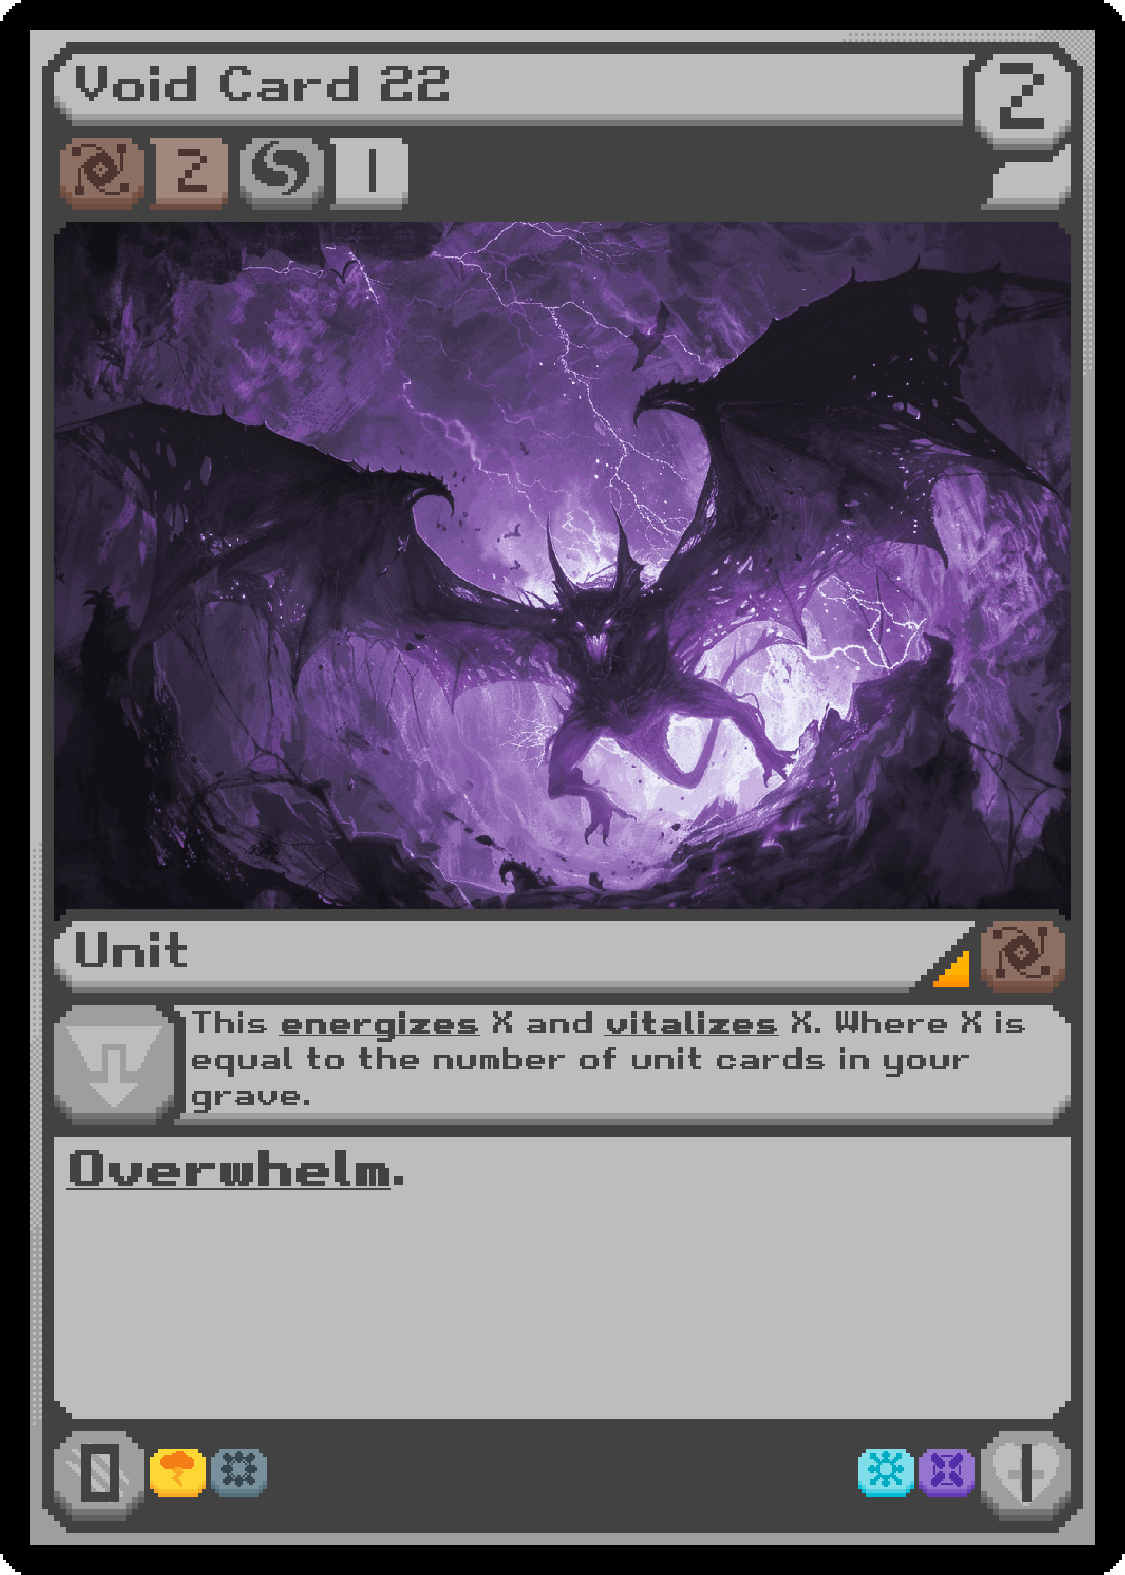 Void Card 22
2
2 1
Unit
This energizes X and vitalizes X. Where X is
equal to the number of unit cards in your
grave.
Overwhelm.
0 1